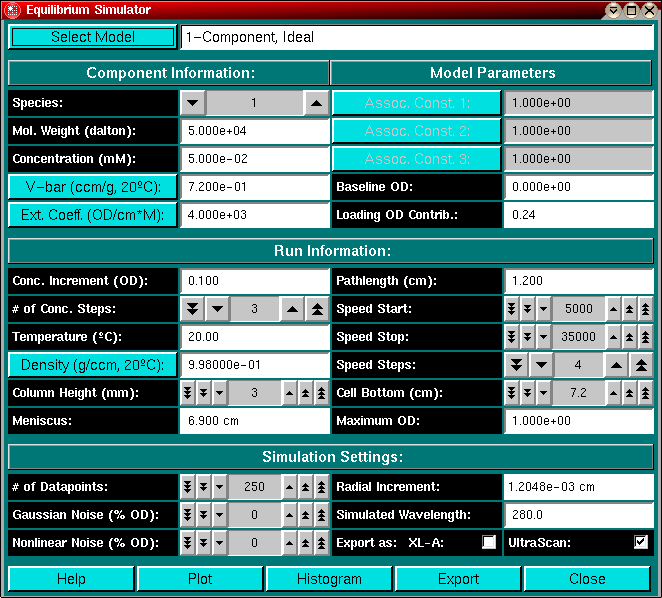 Equilibrium Simulator
Select Model 1-Component, Ideal
Component Information: Model Parameters
Species: 1 Assoc. Const. 1: 1.000e+00
Mol. Weight (dalton): 5.000e+04 Assoc. Const. 2: 1.000e+00
Concentration (mM): 5.000e-02 Assoc. Const. 3: 1.000e+00
V-bar (ccm/g, 20ºC): 7.200e-01 Baseline OD: 0.000e+00
Ext. Coeff. (OD/cm*M): 4.000e+03 Loading OD Contrib.: 0.24
Run Information:
Conc. Increment (OD): 0.100 Pathlength (cm): 1.200
# of Conc. Steps: 3 Speed Start: 5000
Temperature (ºC): 20.00 Speed Stop: 35000
Density (g/ccm, 20ºC): 9.98000e-01 Speed Steps: 4
Column Height (mm): 3 Cell Bottom (cm): 7.2
Meniscus: 6.900 cm Maximum OD: 1.000e+00
Simulation Settings:
# of Datapoints: 250 Radial Increment: 1.2048e-03 cm
Gaussian Noise (% OD): 0 Simulated Wavelength: 280.0
Nonlinear Noise (% OD): 0 Export as: XL-A: UltraScan:
Help Plot Histogram Export Close